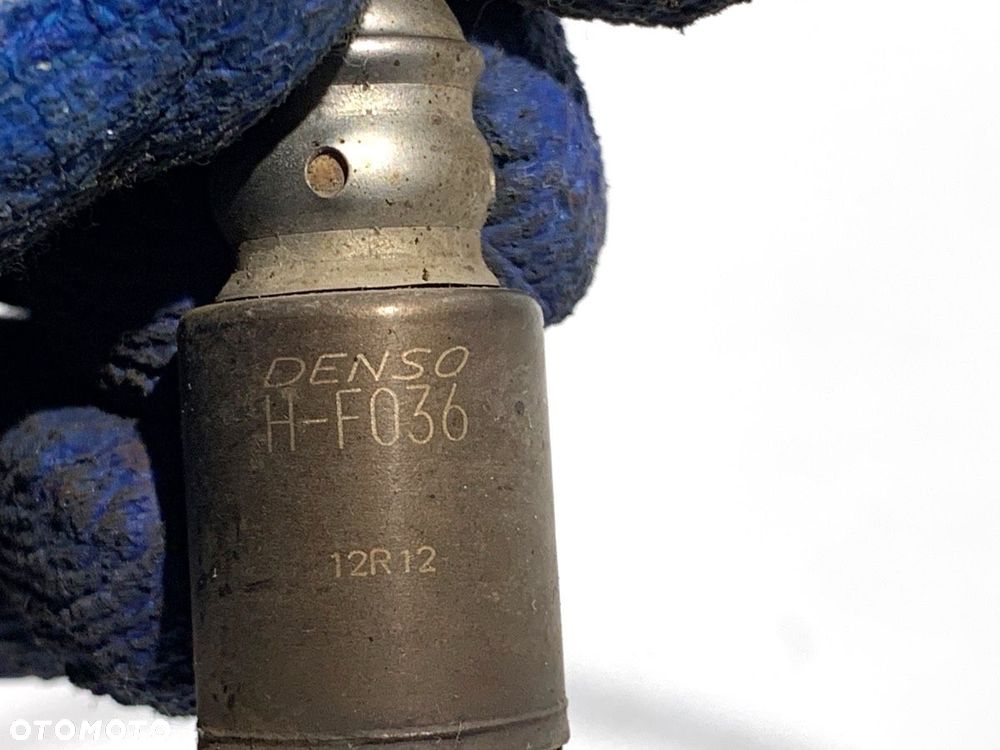 DENSO
H-F036
12R12
OTOMOTO